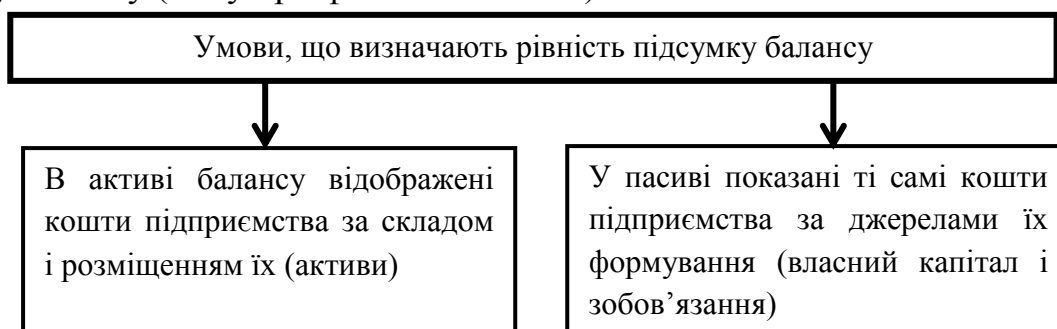 Умови, що визначають рівність підсумку балансу
В активі балансу відображені
кошти підприємства за складом
і розміщенням їх (активи)
У пасиві показані ті самі кошти
підприємства за джерелами їх
формування (власний капітал і
зобов’язання)